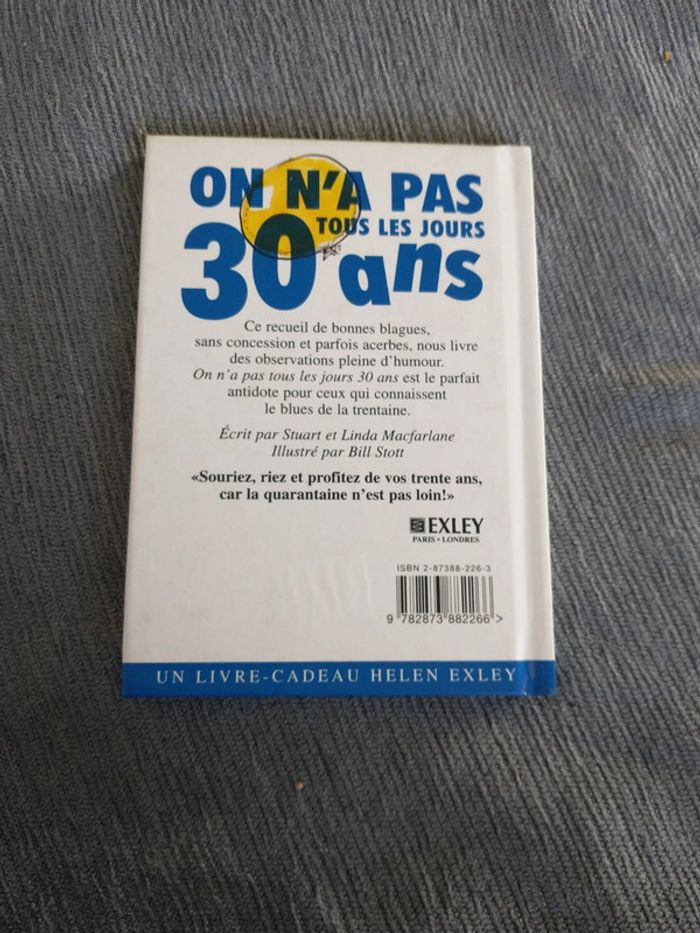 ON N'A PAS
TOUS LES JOURS
30 ans
Ce recueil de bonnes blagues,
sans concession et parfois acerbes, nous livre
des observations pleine d'humour.
On n'a pas tous les jours 30 ans est le parfait
antidote pour ceux qui connaissent
le blues de la trentaine.
Écrit par Stuart et Linda Macfarlane
Illustré par Bill Stott
«Souriez, riez et profitez de vos trente ans,
car la quarantaine n'est pas loin!»
EXLEY
PARIS • LONDRES
ISBN 2-87388-226-3
9 782873 882266 >
UN LIVRE-CADEAU HELEN EXLEY